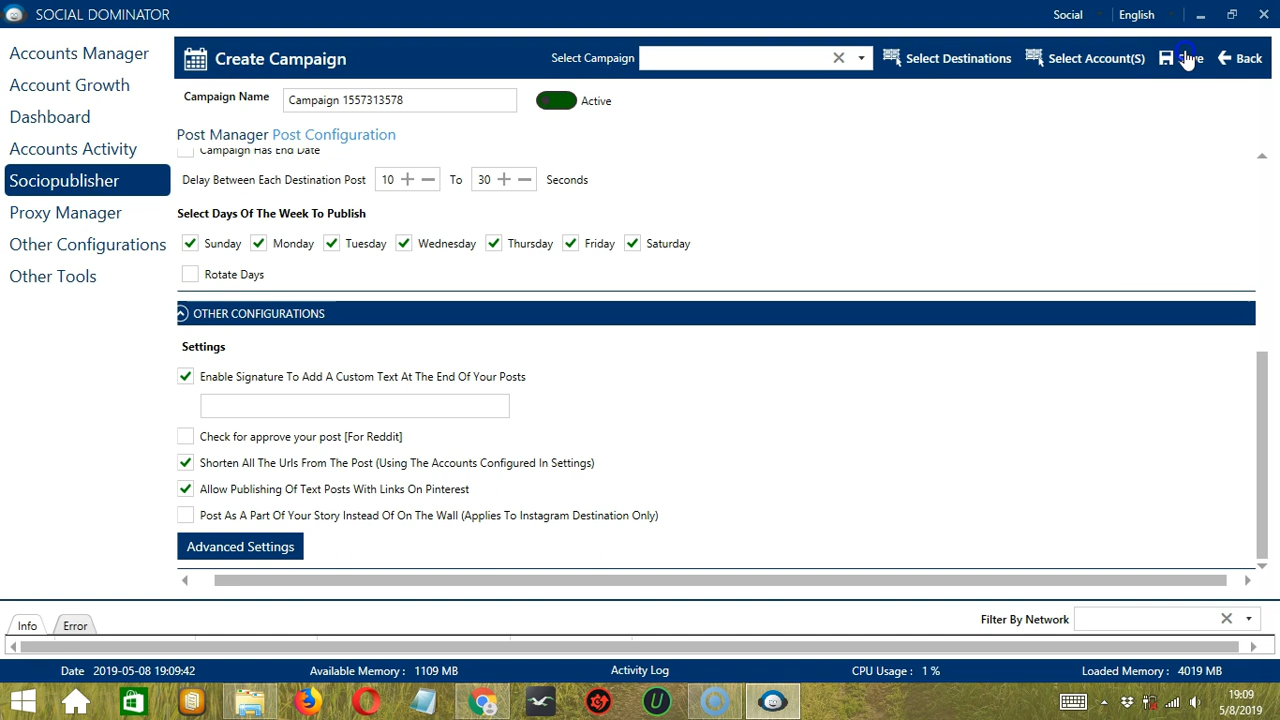 SOCIAL DOMINATOR
Social
English
Accounts Manager
Account Growth
Dashboard
Accounts Activity
Sociopublisher
Proxy Manager
Other Configurations
Other Tools
Create Campaign
Select Campaign
Select Destinations
Select Account(S)
Back
Campaign Name
Campaign 1557313578
Active
Post Manager Post Configuration
Campaign Has End Date
Delay Between Each Destination Post 10 To 30 Seconds
Select Days Of The Week To Publish
Sunday Monday Tuesday Wednesday Thursday Friday Saturday
Rotate Days
OTHER CONFIGURATIONS
Settings
Enable Signature To Add A Custom Text At The End Of Your Posts
Check for approve your post [For Reddit]
Shorten All The Urls From The Post (Using The Accounts Configured In Settings)
Allow Publishing Of Text Posts With Links On Pinterest
Post As A Part Of Your Story Instead Of On The Wall (Applies To Instagram Destination Only)
Advanced Settings
Info Error
Filter By Network
Date 2019-05-08 19:09:42 Available Memory : 1109 MB Activity Log CPU Usage : 1 % Loaded Memory : 4019 MB
19:09
5/8/2019